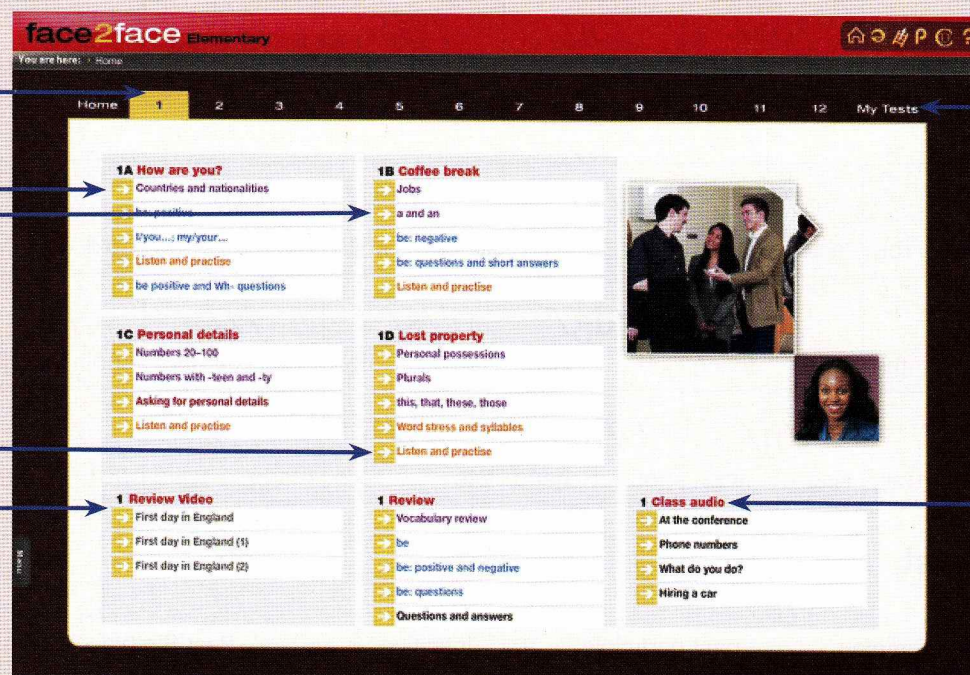 face2face Elementary
You are here: › Home
Home 1 2 3 4 5 6 7 8 9 10 11 12 My Tests
1A How are you?
Countries and nationalities
be: positive
I/you...; my/your...
Listen and practise
be positive and Wh- questions
1B Coffee break
Jobs
a and an
be: negative
be: questions and short answers
Listen and practise
1C Personal details
Numbers 20–100
Numbers with -teen and -ty
Asking for personal details
Listen and practise
1D Lost property
Personal possessions
Plurals
this, that, these, those
Word stress and syllables
Listen and practise
1 Review Video
First day in England
First day in England (1)
First day in England (2)
1 Review
Vocabulary review
be
be: positive and negative
be: questions
Questions and answers
1 Class audio
At the conference
Phone numbers
What do you do?
Hiring a car
Menu